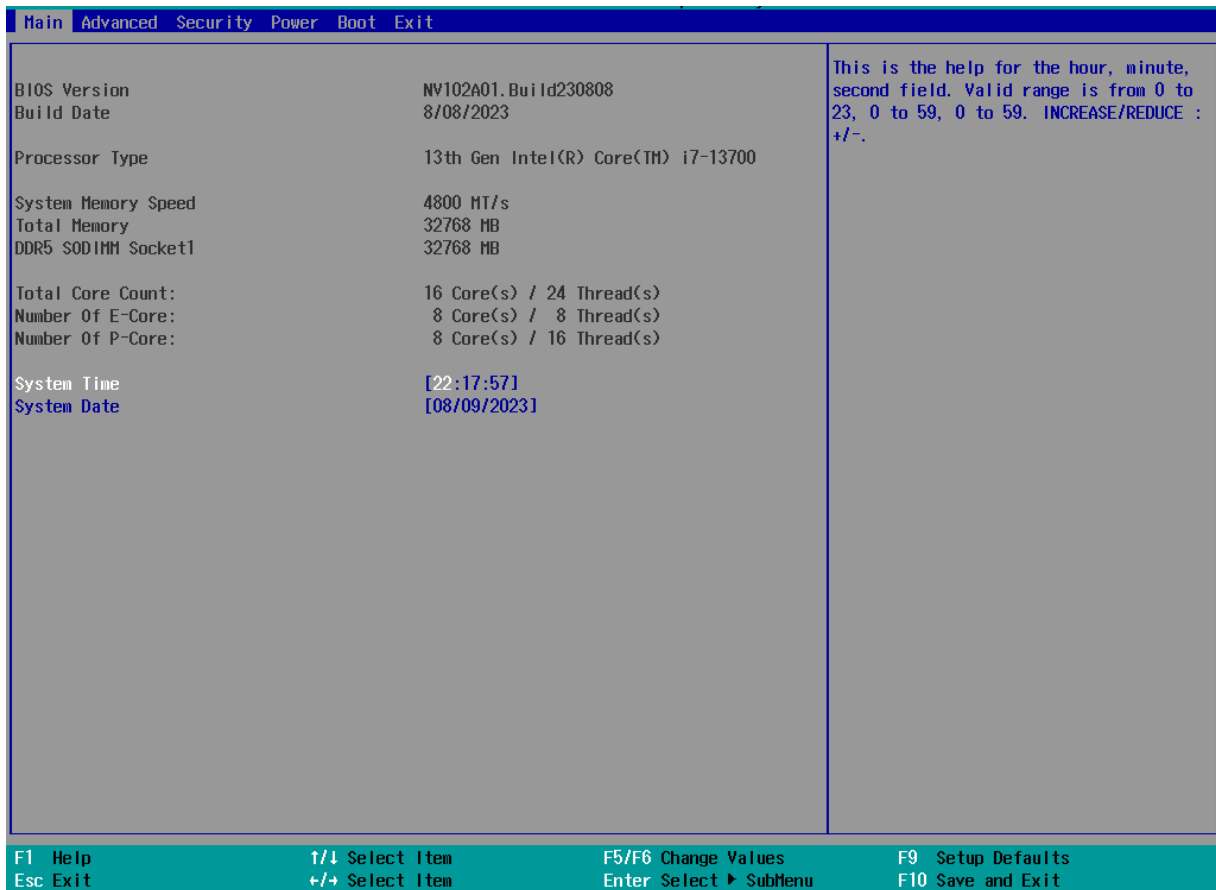 Main Advanced Security Power Boot Exit
BIOS Version NV102A01.Build230808
Build Date 8/08/2023
Processor Type 13th Gen Intel(R) Core(TM) i7-13700
System Memory Speed 4800 MT/s
Total Memory 32768 MB
DDR5 SODIMM Socket1 32768 MB
Total Core Count: 16 Core(s) / 24 Thread(s)
Number Of E-Core: 8 Core(s) / 8 Thread(s)
Number Of P-Core: 8 Core(s) / 16 Thread(s)
System Time [22:17:57]
System Date [08/09/2023]
This is the help for the hour, minute,
second field. Valid range is from 0 to
23, 0 to 59, 0 to 59. INCREASE/REDUCE :
+/-.
F1 Help ↑/↓ Select Item F5/F6 Change Values F9 Setup Defaults
Esc Exit ←/→ Select Item Enter Select ► SubMenu F10 Save and Exit